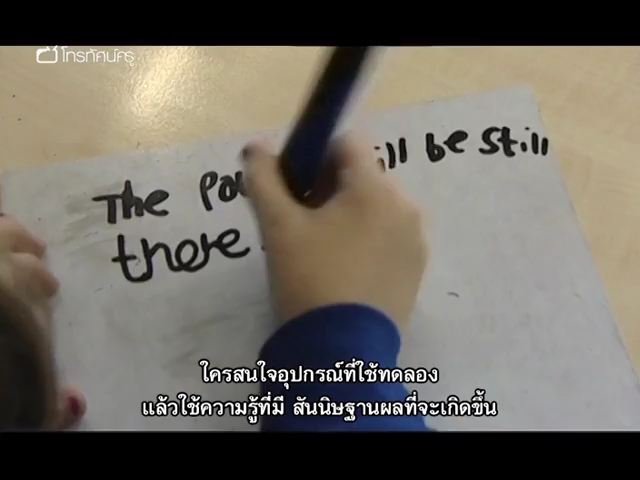 โทรทัศน์ครู
The ill be still
there.
ใครสนใจอุปกรณ์ที่ใช้ทดลอง
แล้วใช้ความรู้ที่มี สันนิษฐานผลที่จะเกิดขึ้น